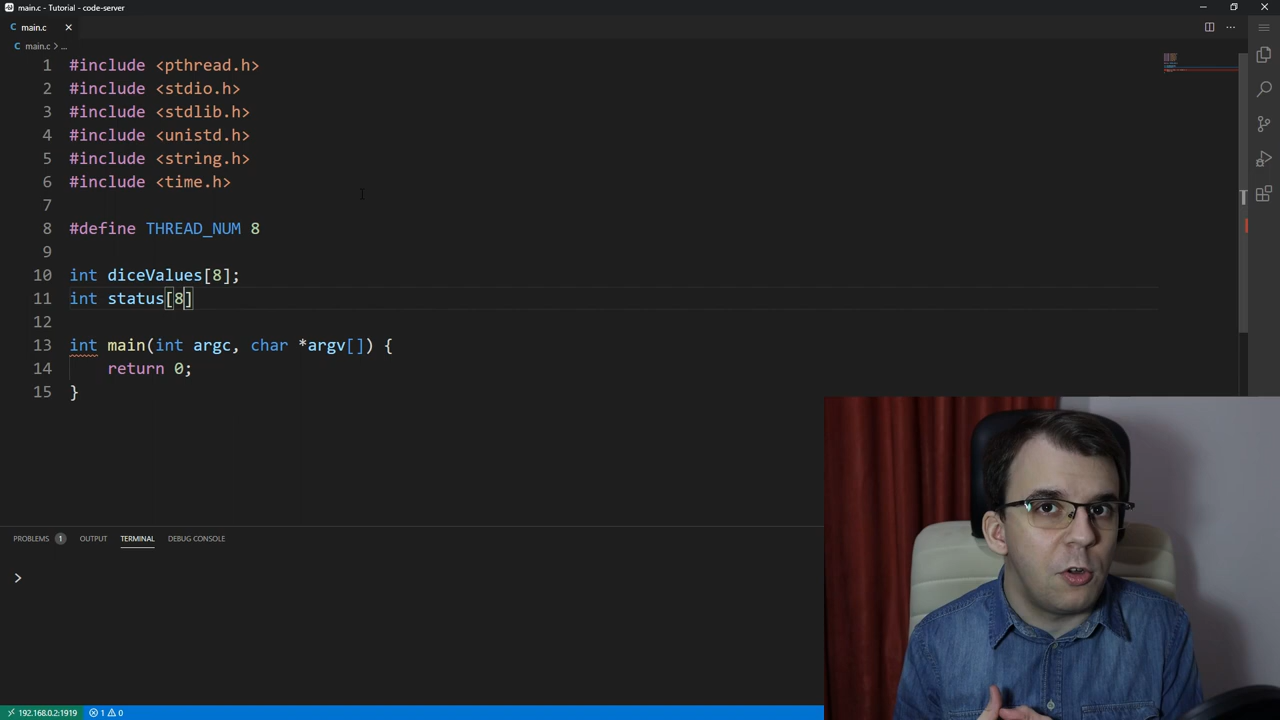 main.c - Tutorial - code-server
C main.c
C main.c > ...
1 #include <pthread.h>
2 #include <stdio.h>
3 #include <stdlib.h>
4 #include <unistd.h>
5 #include <string.h>
6 #include <time.h>
7
8 #define THREAD_NUM 8
9
10 int diceValues[8];
11 int status[8]
12
13 int main(int argc, char *argv[]) {
14 return 0;
15 }
PROBLEMS 1 OUTPUT TERMINAL DEBUG CONSOLE
>
192.168.0.2:1919 1 0